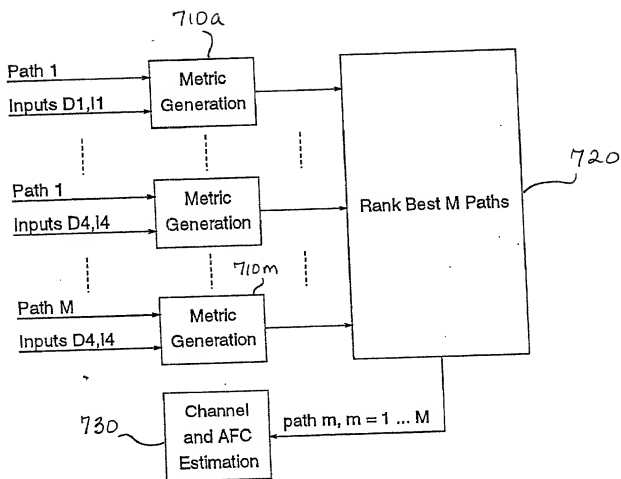 710a
Path 1
Inputs D1,I1
Metric
Generation
Path 1
Inputs D4,I4
Metric
Generation
Rank Best M Paths
720
710m
Path M
Inputs D4,I4
Metric
Generation
730
Channel
and AFC
Estimation
path m, m = 1 ... M